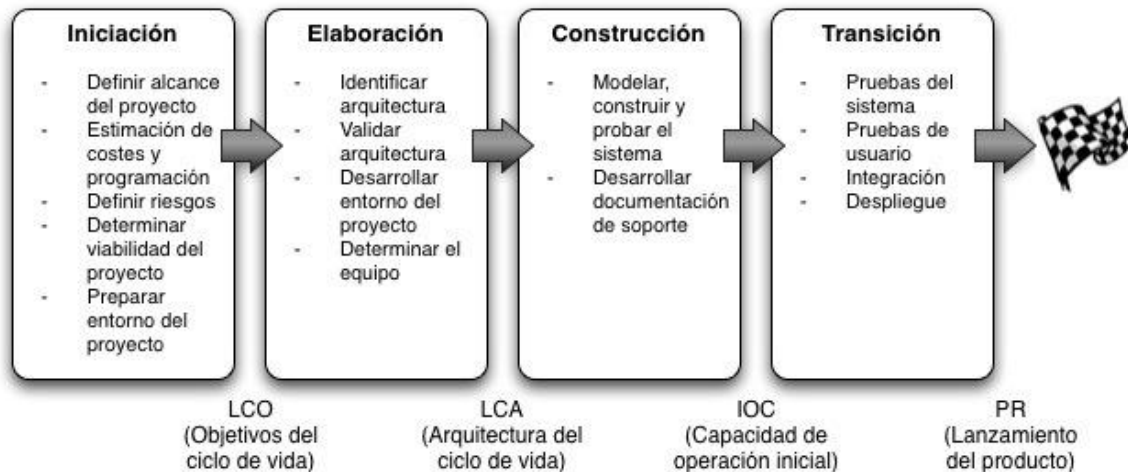 Iniciación
- Definir alcance
del proyecto
- Estimación de
costes y
programación
- Definir riesgos
- Determinar
viabilidad del
proyecto
- Preparar
entorno del
proyecto
Elaboración
- Identificar
arquitectura
- Validar
arquitectura
- Desarrollar
entorno del
proyecto
- Determinar el
equipo
Construcción
- Modelar,
construir y
probar el
sistema
- Desarrollar
documentación
de soporte
Transición
- Pruebas del
sistema
- Pruebas de
usuario
- Integración
- Despliegue
LCO
(Objetivos del
ciclo de vida)
LCA
(Arquitectura del
ciclo de vida)
IOC
(Capacidad de
operación inicial)
PR
(Lanzamiento
del producto)